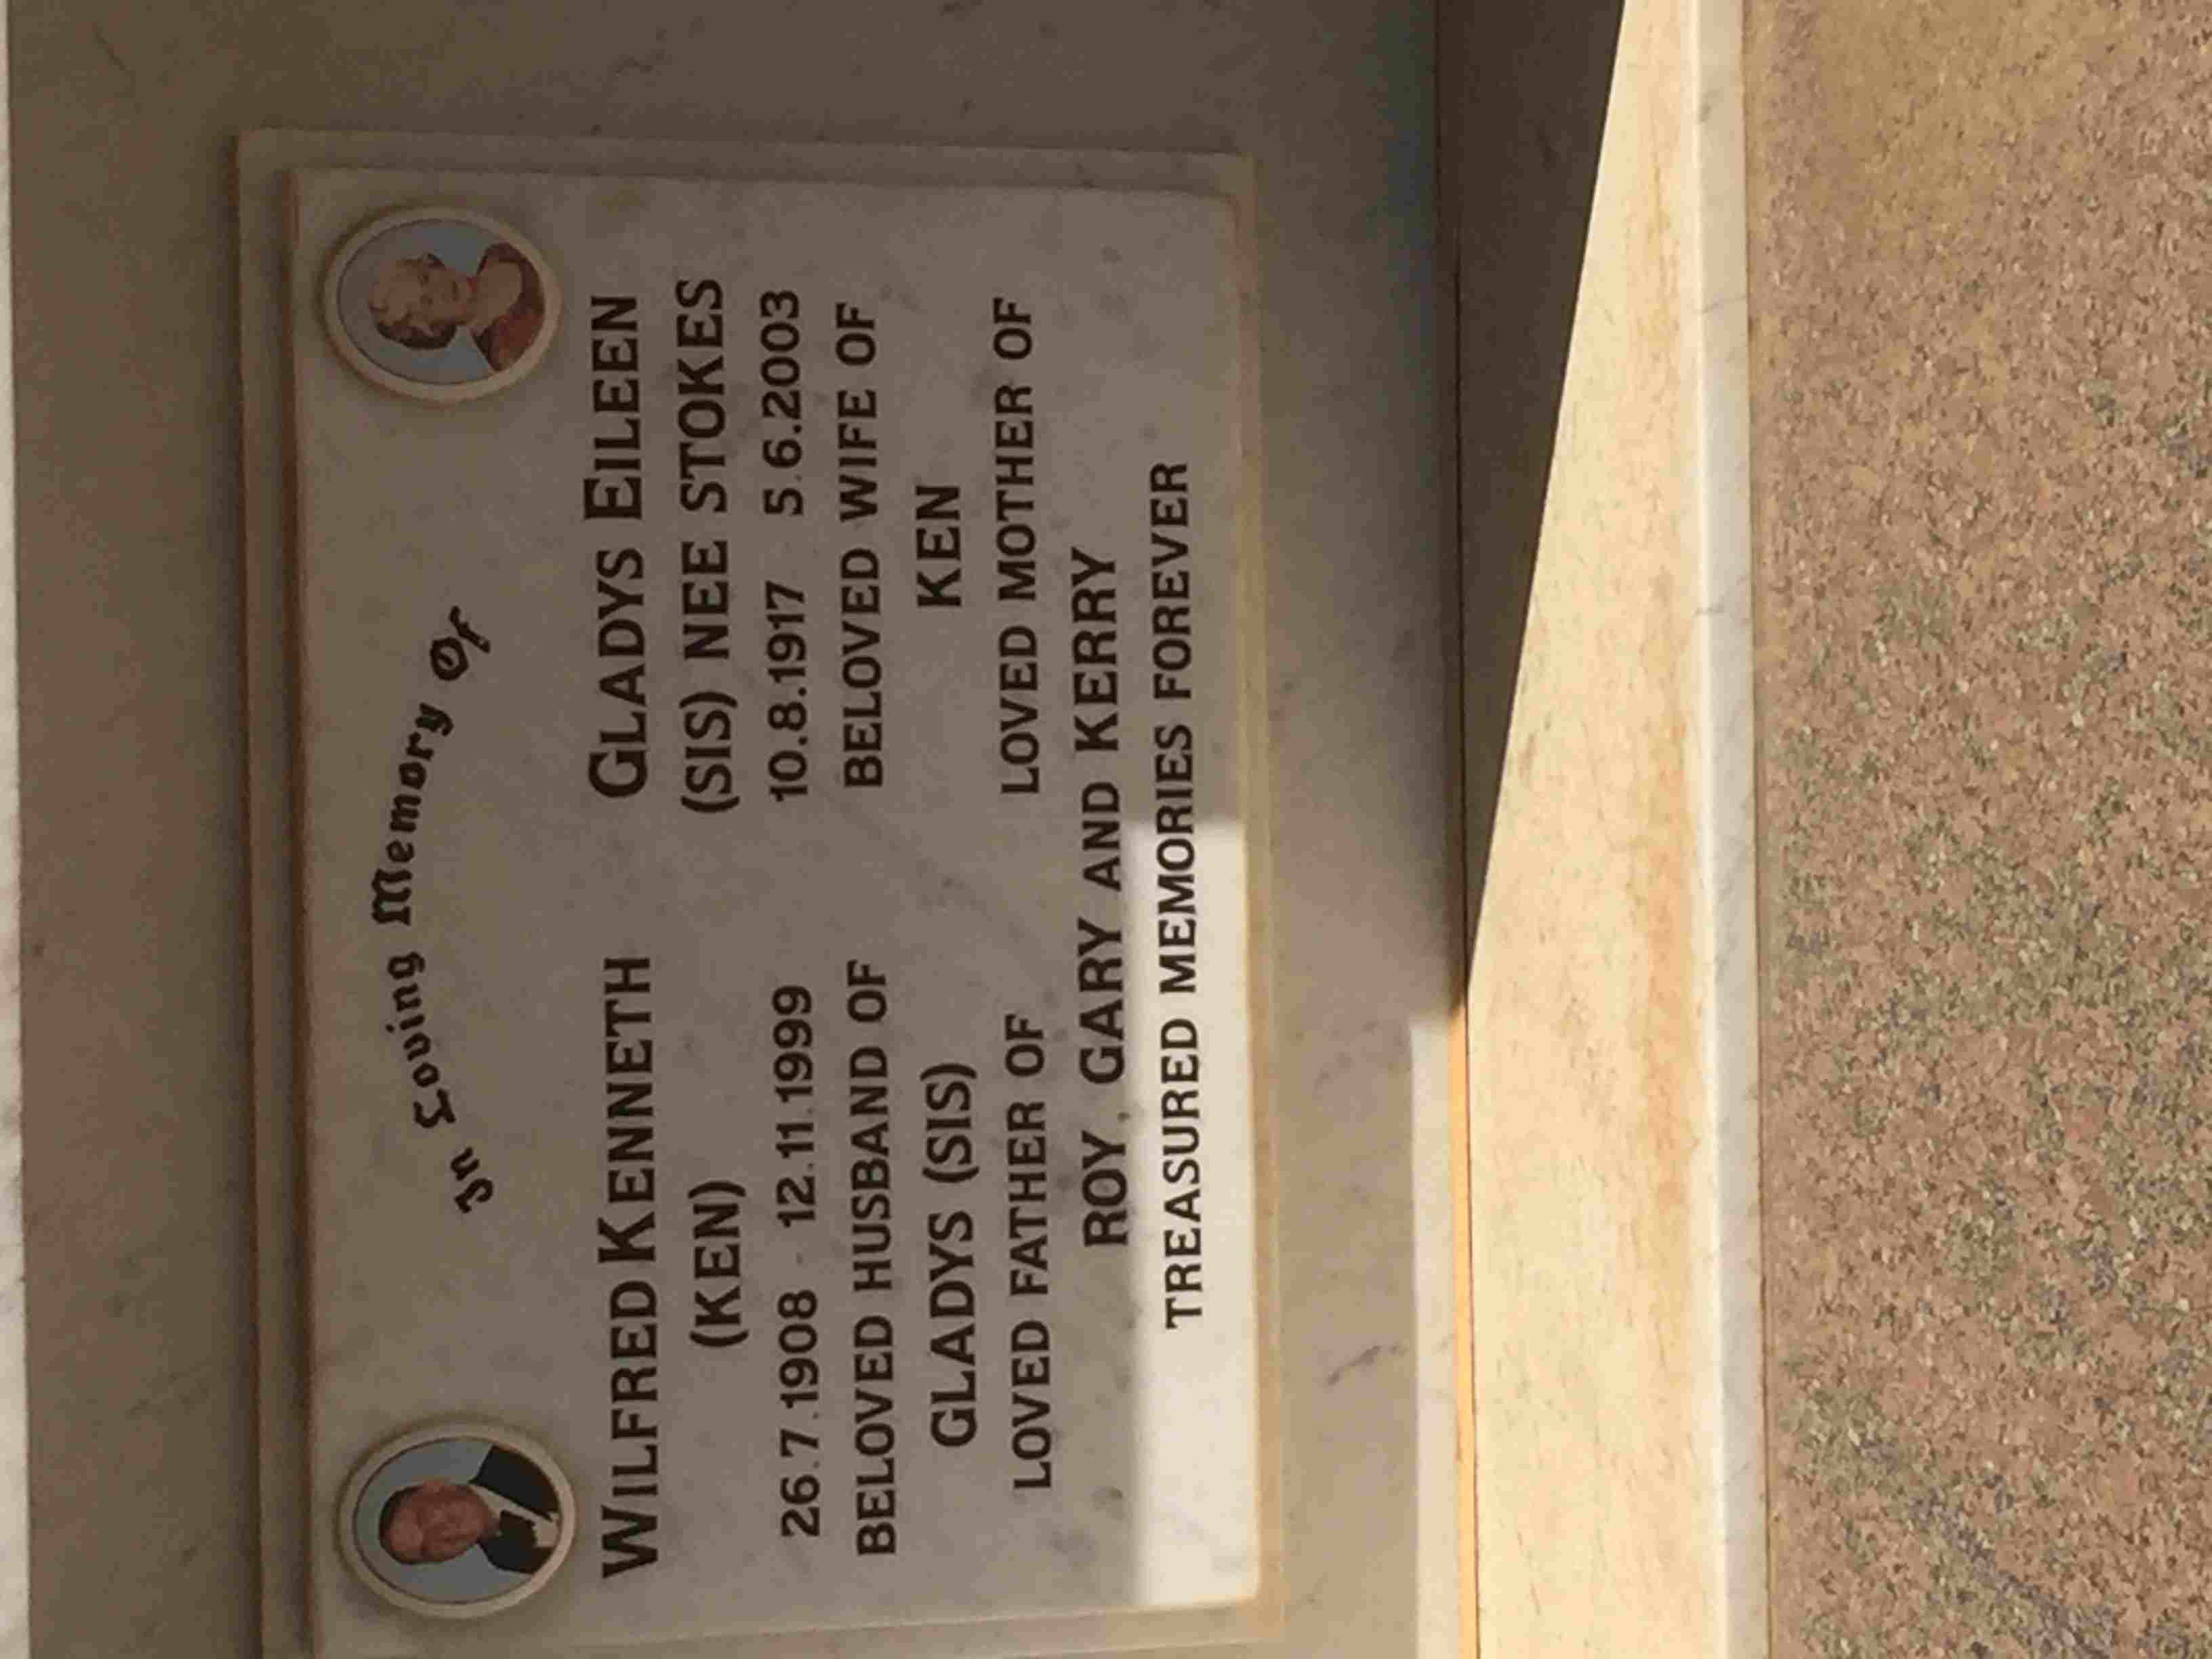 In Loving Memory Of
WILFRED KENNETH
(KEN)
26.7.1908 - 12.11.1999
BELOVED HUSBAND OF
GLADYS (SIS)
LOVED FATHER OF
GLADYS EILEEN
(SIS) NEE STOKES
10.8.1917 5.6.2003
BELOVED WIFE OF
KEN
LOVED MOTHER OF
ROY, GARY AND KERRY
TREASURED MEMORIES FOREVER